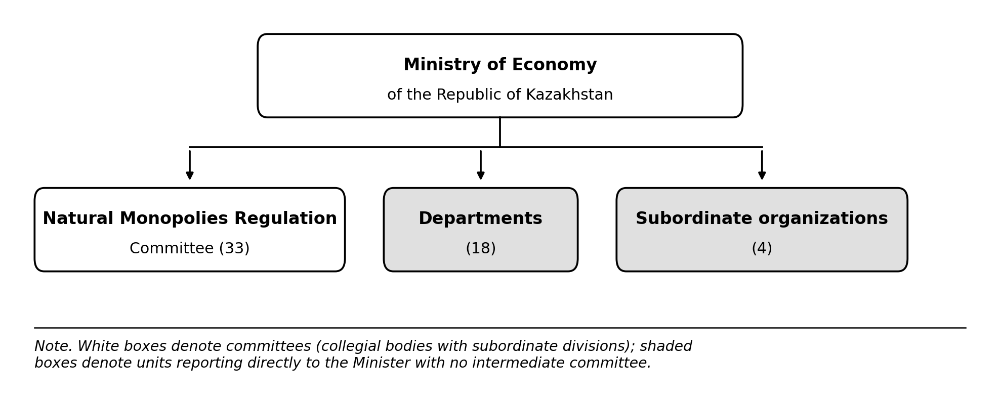 Ministry of Economy
of the Republic of Kazakhstan
Natural Monopolies Regulation
Committee (33)
Departments
(18)
Subordinate organizations
(4)
Note. White boxes denote committees (collegial bodies with subordinate divisions); shaded
boxes denote units reporting directly to the Minister with no intermediate committee.